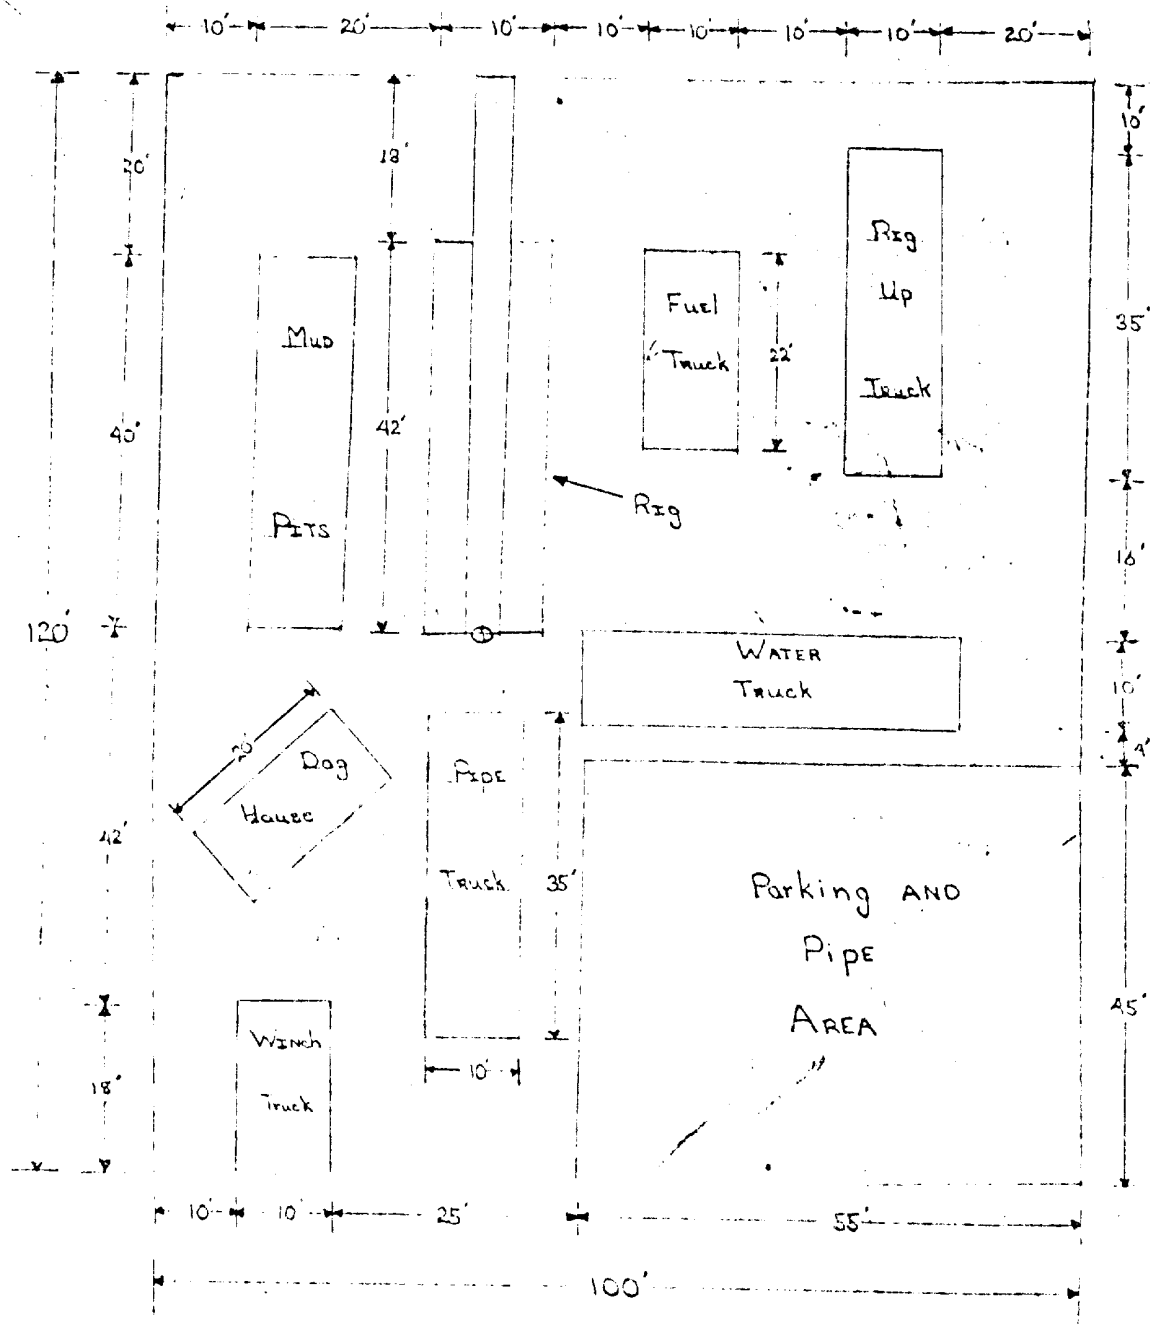 10' 20' 10' 10' 10' 10' 10' 20'
120'
20'
40'
42'
18'
18'
42'
Mud
Pits
Rig
Fuel
Truck
22'
Rig
Up
Truck
10'
35'
16'
10'
4'
45'
Water
Truck
20'
Dog
House
Pipe
Truck
35'
10'
Parking and
Pipe
Area
Winch
Truck
10' 10' 25' 55'
100'